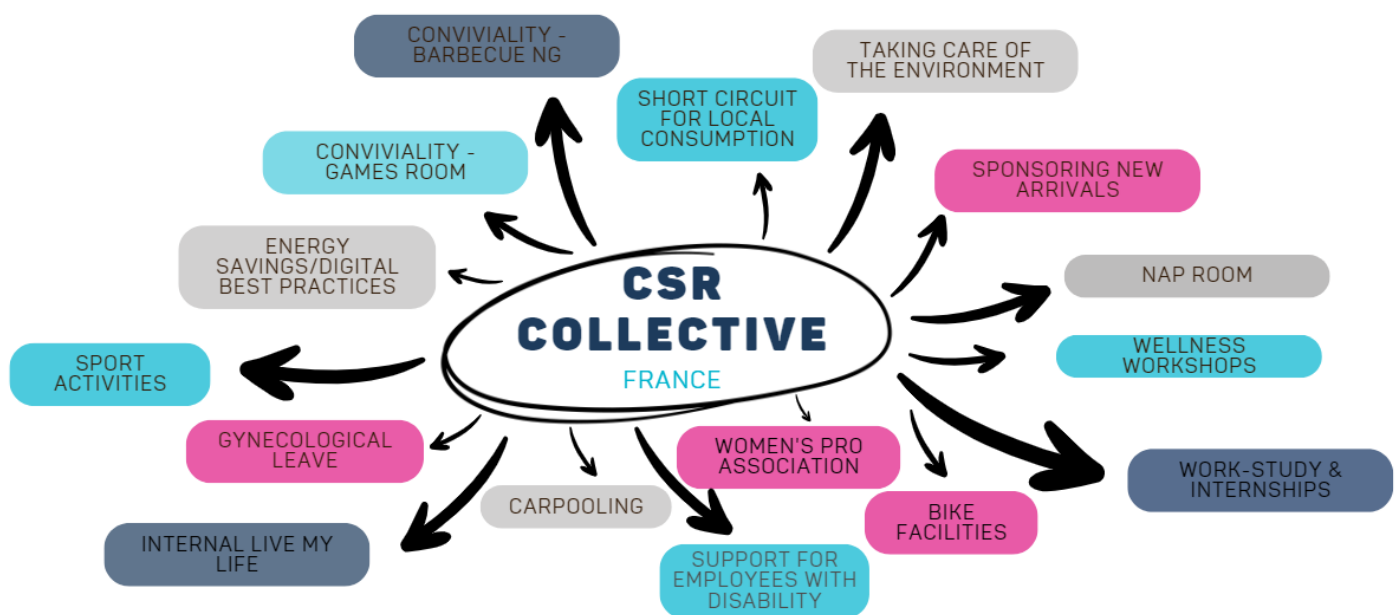 CONVIVIALITY -
BARBECUE NG
TAKING CARE OF
THE ENVIRONMENT
SHORT CIRCUIT
FOR LOCAL
CONSUMPTION
CONVIVIALITY -
GAMES ROOM
SPONSORING NEW
ARRIVALS
ENERGY
SAVINGS/DIGITAL
BEST PRACTICES
NAP ROOM
CSR
COLLECTIVE
FRANCE
WELLNESS
WORKSHOPS
SPORT
ACTIVITIES
GYNECOLOGICAL
LEAVE
WOMEN'S PRO
ASSOCIATION
WORK-STUDY &
INTERNSHIPS
CARPOOLING
BIKE
FACILITIES
INTERNAL LIVE MY
LIFE
SUPPORT FOR
EMPLOYEES WITH
DISABILITY